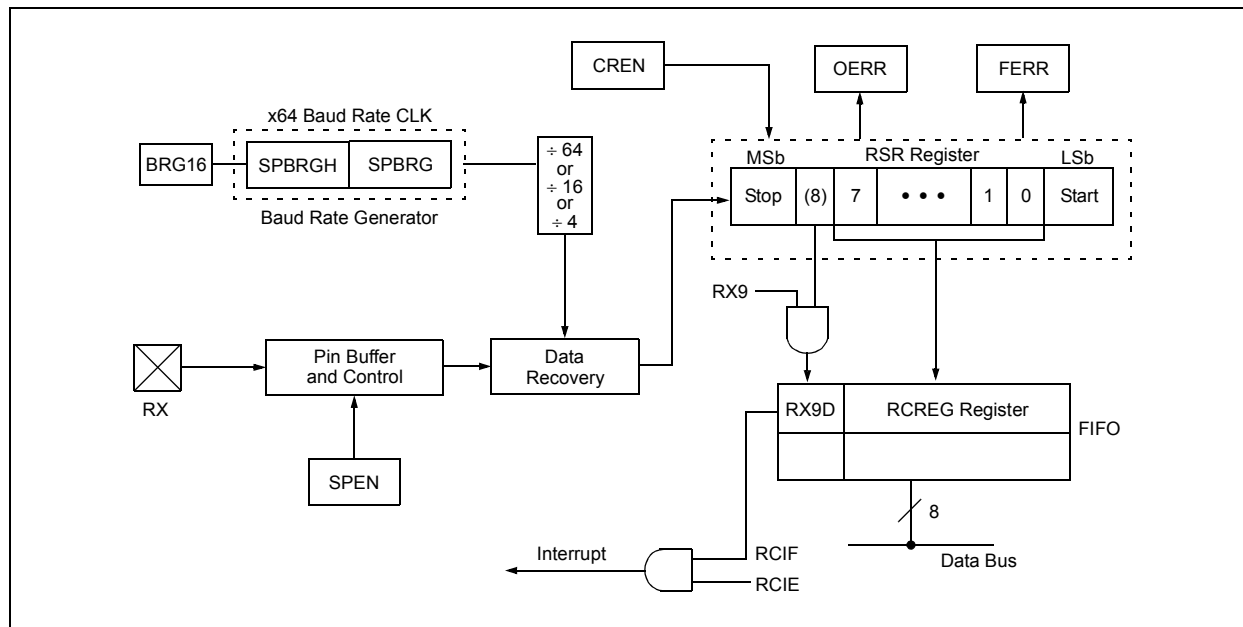 CREN
OERR
FERR
x64 Baud Rate CLK
BRG16
SPBRGH
SPBRG
Baud Rate Generator
÷ 64
or
÷ 16
or
÷ 4
MSb
RSR Register
LSb
Stop
(8)
7
• • •
1
0
Start
RX9
RX
Pin Buffer
and Control
Data
Recovery
SPEN
RX9D
RCREG Register
FIFO
8
Data Bus
Interrupt
RCIF
RCIE